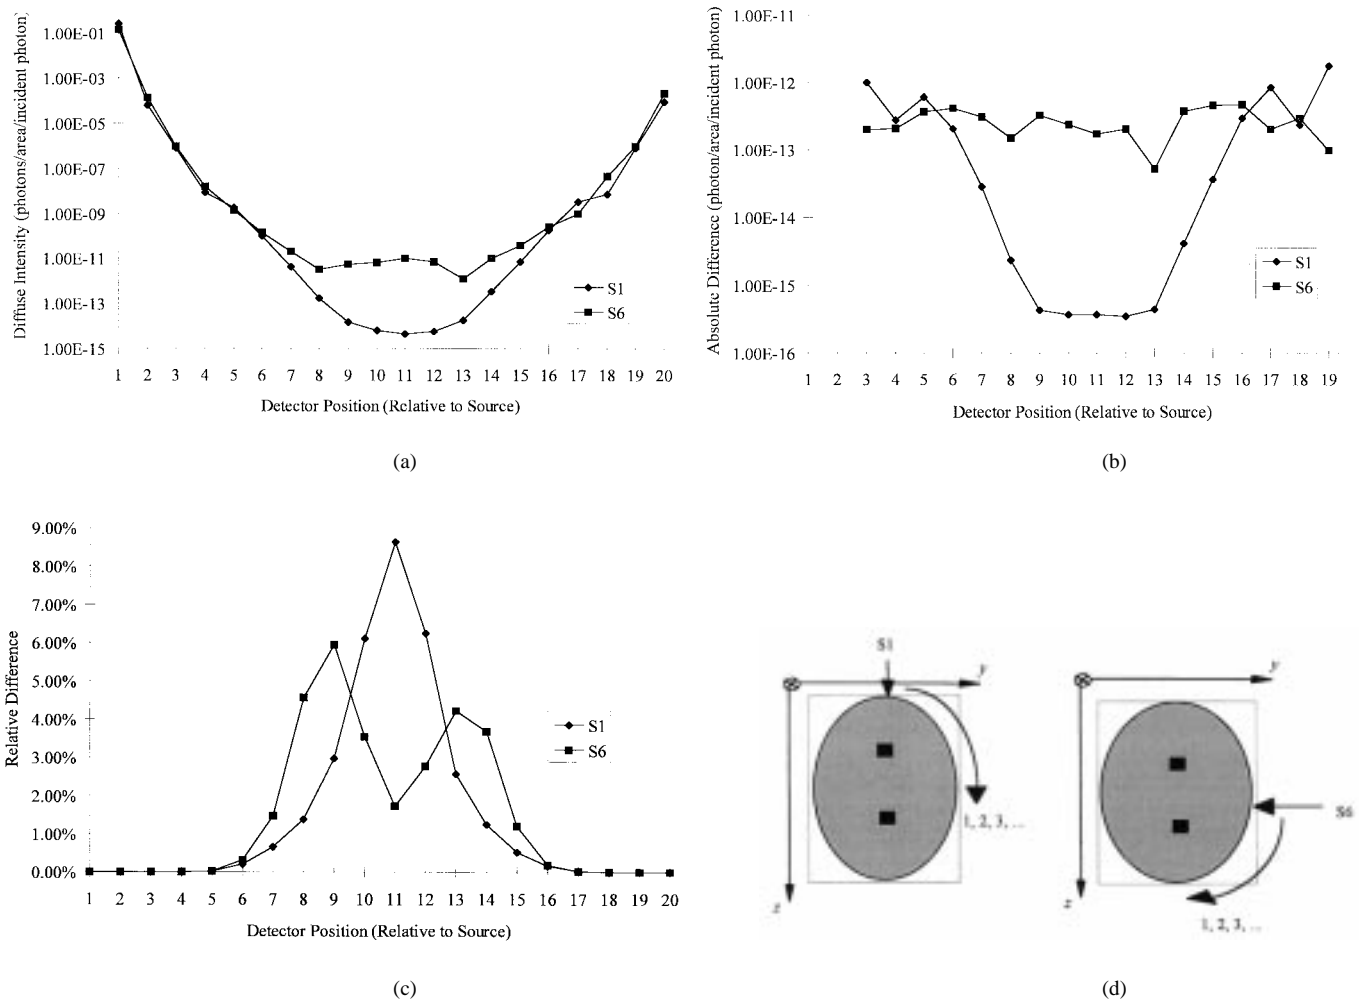 Diffuse Intensity (photons/area/incident photon)
1.00E-01
1.00E-03
1.00E-05
1.00E-07
1.00E-09
1.00E-11
1.00E-13
1.00E-15
S1
S6
1 2 3 4 5 6 7 8 9 10 11 12 13 14 15 16 17 18 19 20
Detector Position (Relative to Source)
(a)
Absolute Difference (photon/area/incident photon)
1.00E-11
1.00E-12
1.00E-13
1.00E-14
1.00E-15
1.00E-16
S1
S6
1 2 3 4 5 6 7 8 9 10 11 12 13 14 15 16 17 18 19
Detector Position (Relative to Source)
(b)
Relative Difference
9.00%
8.00%
7.00%
6.00%
5.00%
4.00%
3.00%
2.00%
1.00%
0.00%
S1
S6
1 2 3 4 5 6 7 8 9 10 11 12 13 14 15 16 17 18 19 20
Detector Position (Relative to Source)
(c)
S1
y
1, 2, 3, ...
z
y
S6
z
1, 2, 3, ...
(d)